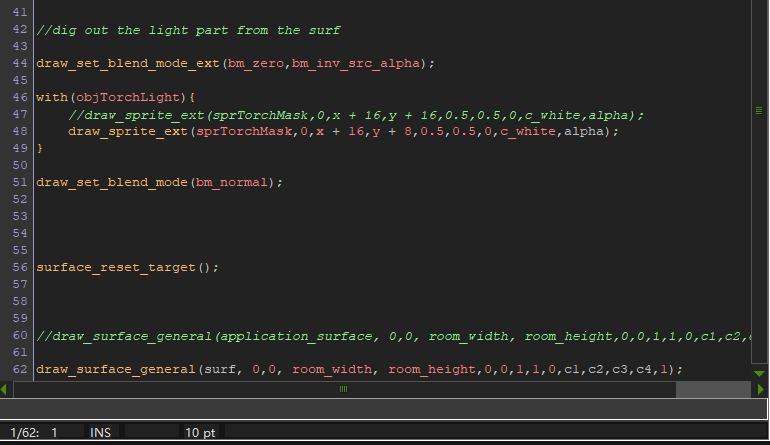 41
42 //dig out the light part from the surf
43
44 draw_set_blend_mode_ext(bm_zero,bm_inv_src_alpha);
45
46 with(objTorchLight){
47 //draw_sprite_ext(sprTorchMask,0,x + 16,y + 16,0.5,0.5,0,c_white,alpha);
48 draw_sprite_ext(sprTorchMask,0,x + 16,y + 8,0.5,0.5,0,c_white,alpha);
49 }
50
51 draw_set_blend_mode(bm_normal);
52
53
54
55
56 surface_reset_target();
57
58
59
60 //draw_surface_general(application_surface, 0,0, room_width, room_height,0,0,1,1,0,c1,c2,
61
62 draw_surface_general(surf, 0,0, room_width, room_height,0,0,1,1,0,c1,c2,c3,c4,1);
1/62: 1 INS 10 pt